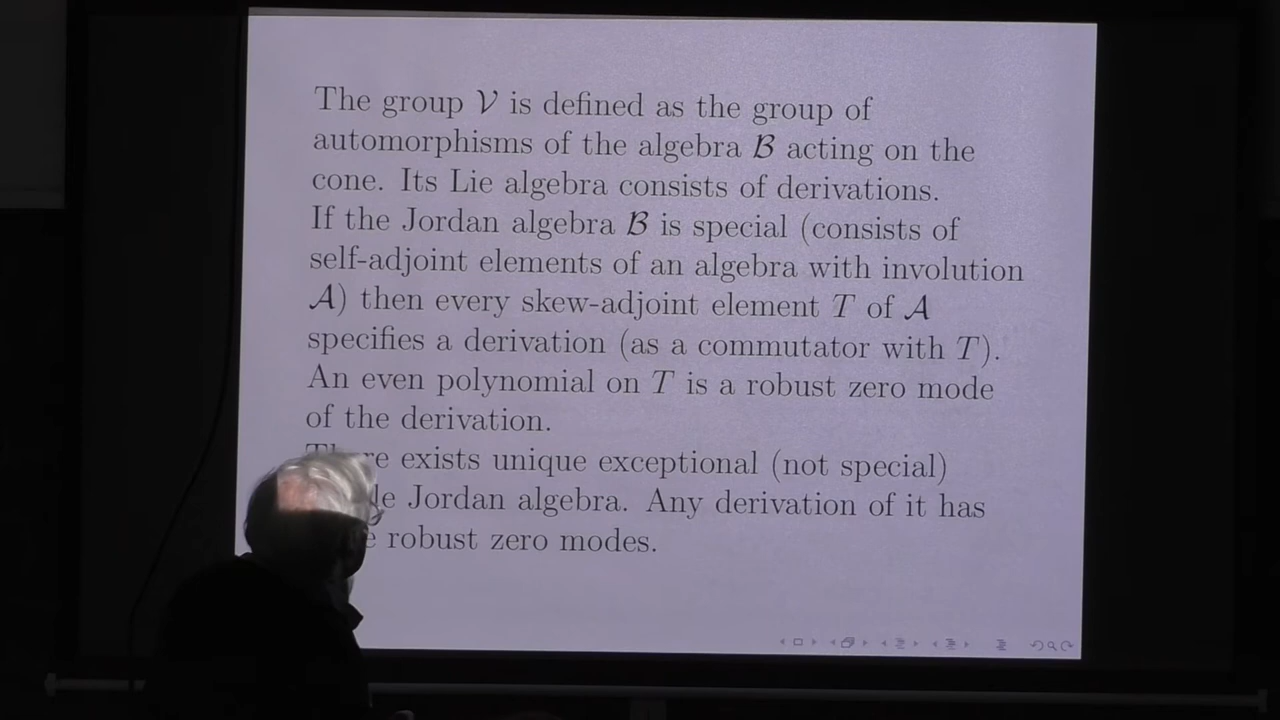 The group 𝒱 is defined as the group of
automorphisms of the algebra ℬ acting on the
cone. Its Lie algebra consists of derivations.
If the Jordan algebra ℬ is special (consists of
self-adjoint elements of an algebra with involution
𝒜) then every skew-adjoint element T of 𝒜
specifies a derivation (as a commutator with T).
An even polynomial on T is a robust zero mode
of the derivation.
exists unique exceptional (not special)
Jordan algebra. Any derivation of it has
robust zero modes.